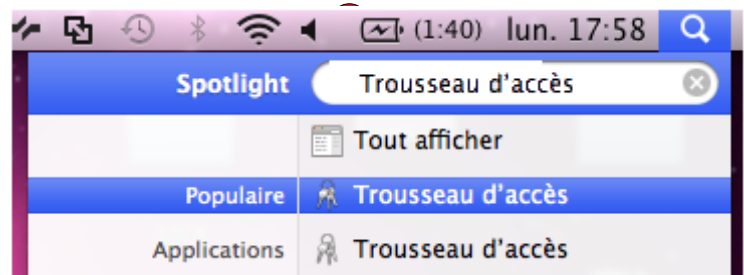 (1:40) lun. 17:58
Spotlight Trousseau d'accès
Tout afficher
Populaire Trousseau d'accès
Applications Trousseau d'accès